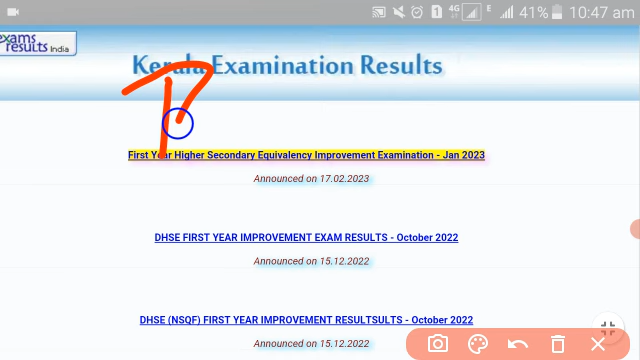 1 4G E 41% 10:47 am
exams
results India
Kerala Examination Results
First Year Higher Secondary Equivalency Improvement Examination - Jan 2023
Announced on 17.02.2023
DHSE FIRST YEAR IMPROVEMENT EXAM RESULTS - October 2022
Announced on 15.12.2022
DHSE (NSQF) FIRST YEAR IMPROVEMENT RESULTSULTS - October 2022
Announced on 15.12.2022